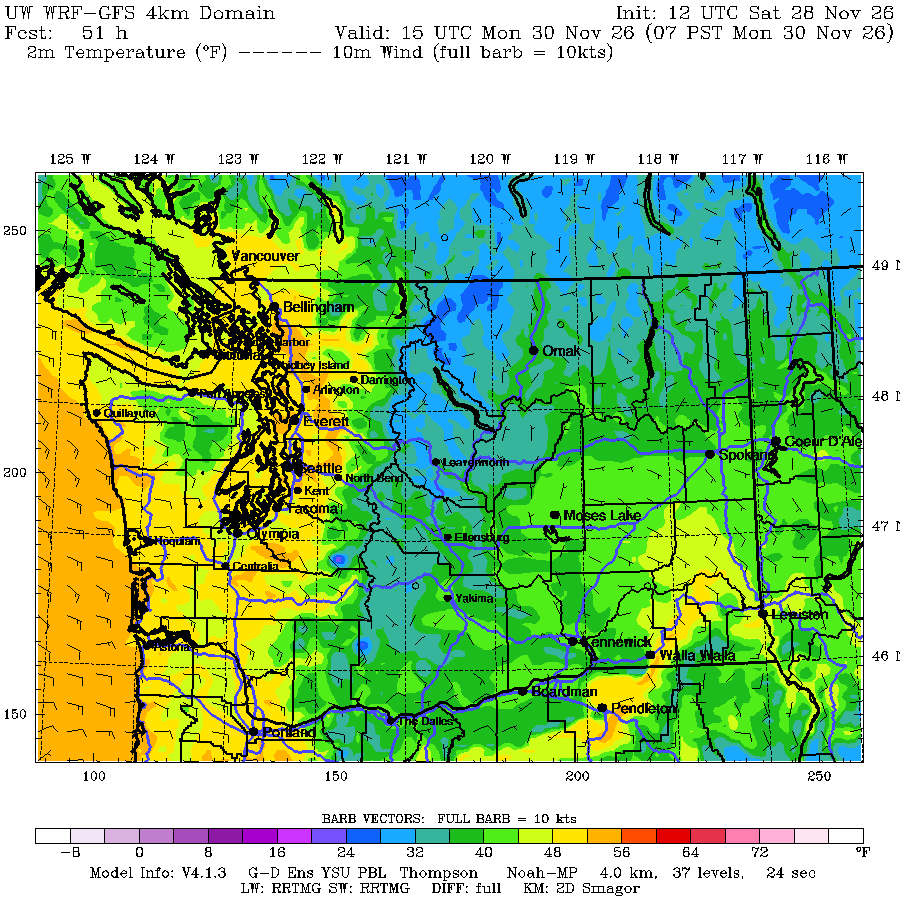 UW WRF-GFS 4km Domain Init: 12 UTC Sat 28 Nov 26
Fcst: 51 h Valid: 15 UTC Mon 30 Nov 26 (07 PST Mon 30 Nov 26)
2m Temperature (°F) ------ 10m Wind (full barb = 10kts)
125 W 124 W 123 W 122 W 121 W 120 W 119 W 118 W 117 W 116 W
250
Vancouver
49 N
Bellingham
Omak
Darrington
Arlington
48 N
Quillayute
Everett
Coeur D'Ale
Spokane
Leavenworth
Seattle
200
North Bend
Kent
Tacoma
Moses Lake
47 N
Olympia
Hoquiam
Ellensburg
Centralia
Yakima
Lewiston
Kennewick
Astoria
Walla Walla
46 N
Boardman
Pendleton
150
The Dalles
Portland
100 150 200 250
BARB VECTORS: FULL BARB = 10 kts
-8 0 8 16 24 32 40 48 56 64 72 °F
Model Info: V4.1.3 G-D Ens YSU PBL Thompson Noah-MP 4.0 km, 37 levels, 24 sec
LW: RRTMG SW: RRTMG DIFF: full KM: 2D Smagor